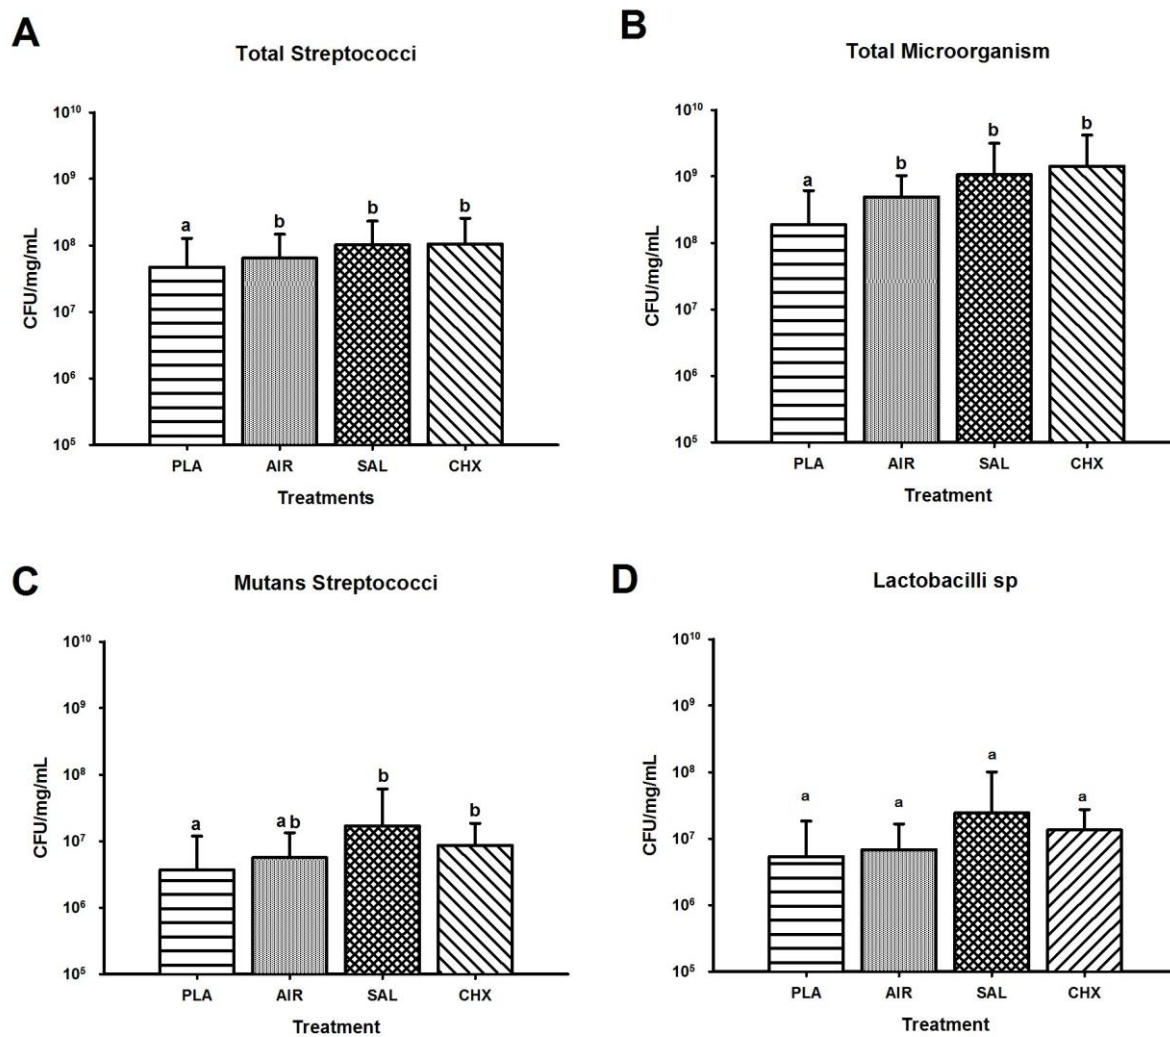 A
Total Streptococci
10¹⁰
10⁹
10⁸
10⁷
10⁶
10⁵
CFU/mg/mL
a
b
b
b
PLA
AIR
SAL
CHX
Treatments
B
Total Microorganism
10¹⁰
10⁹
10⁸
10⁷
10⁶
10⁵
CFU/mg/mL
a
b
b
b
PLA
AIR
SAL
CHX
Treatment
C
Mutans Streptococci
10¹⁰
10⁹
10⁸
10⁷
10⁶
10⁵
CFU/mg/mL
a
a b
b
b
PLA
AIR
SAL
CHX
Treatment
D
Lactobacilli sp
10¹⁰
10⁹
10⁸
10⁷
10⁶
10⁵
CFU/mg/mL
a
a
a
a
PLA
AIR
SAL
CHX
Treatment